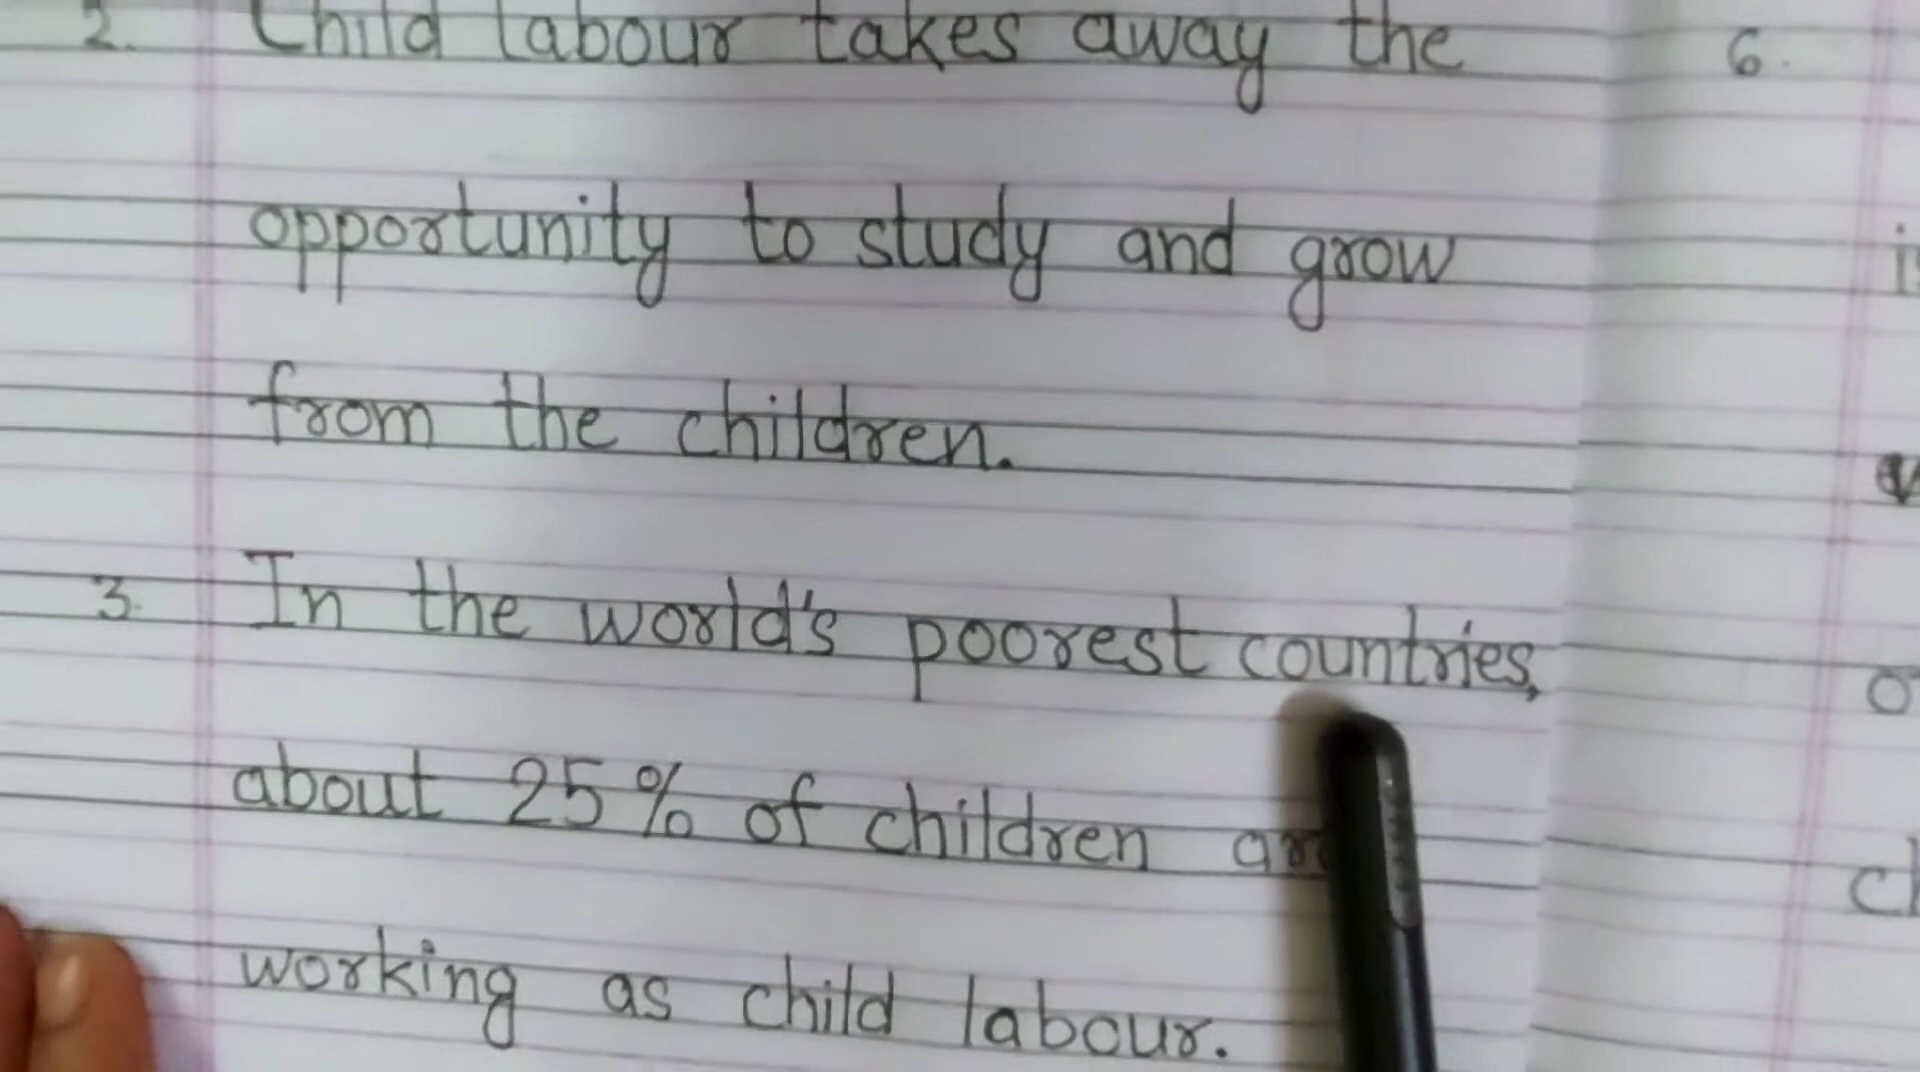 2. Child labour takes away the
opportunity to study and grow
from the children.
3. In the world's poorest countries,
about 25% of children
working as child labour.
6.